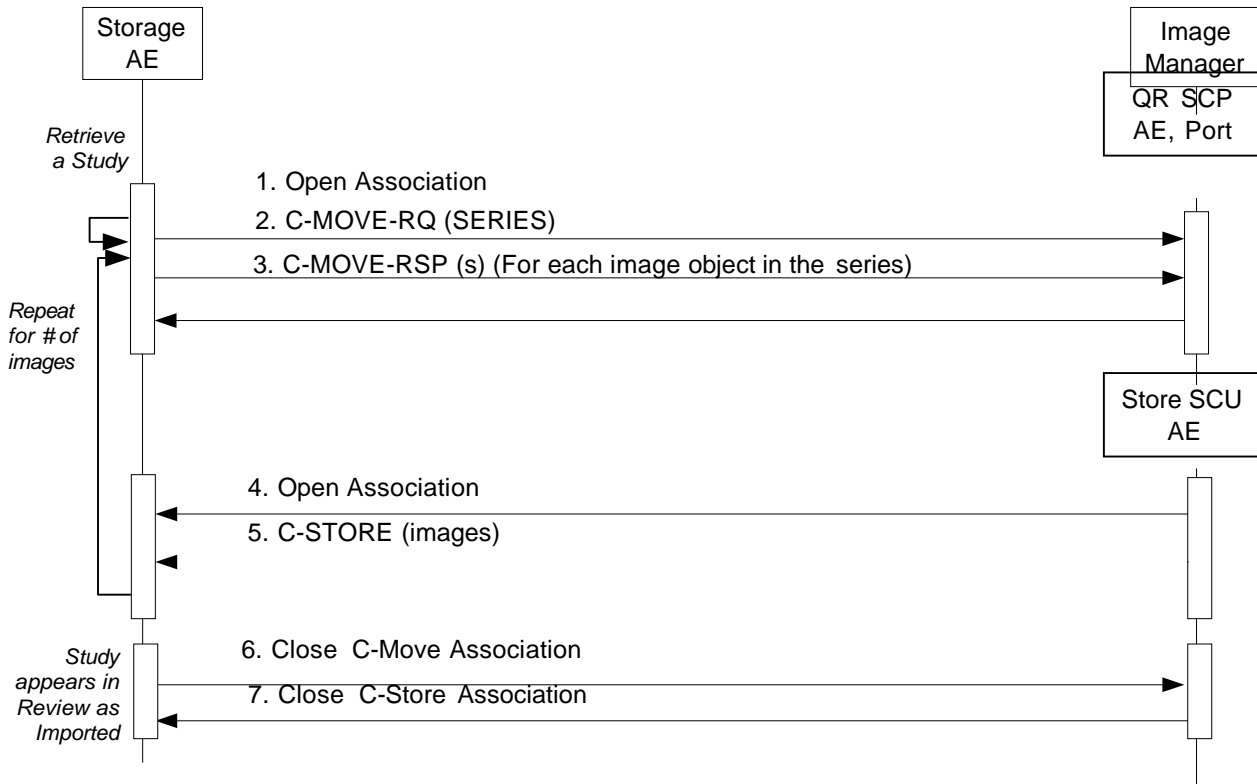 Storage
AE
Image
Manager
QR SCP
AE, Port
Retrieve
a Study
1. Open Association
2. C-MOVE-RQ (SERIES)
3. C-MOVE-RSP (s) (For each image object in the series)
Repeat
for # of
images
Store SCU
AE
4. Open Association
5. C-STORE (images)
Study
appears in
Review as
Imported
6. Close C-Move Association
7. Close C-Store Association